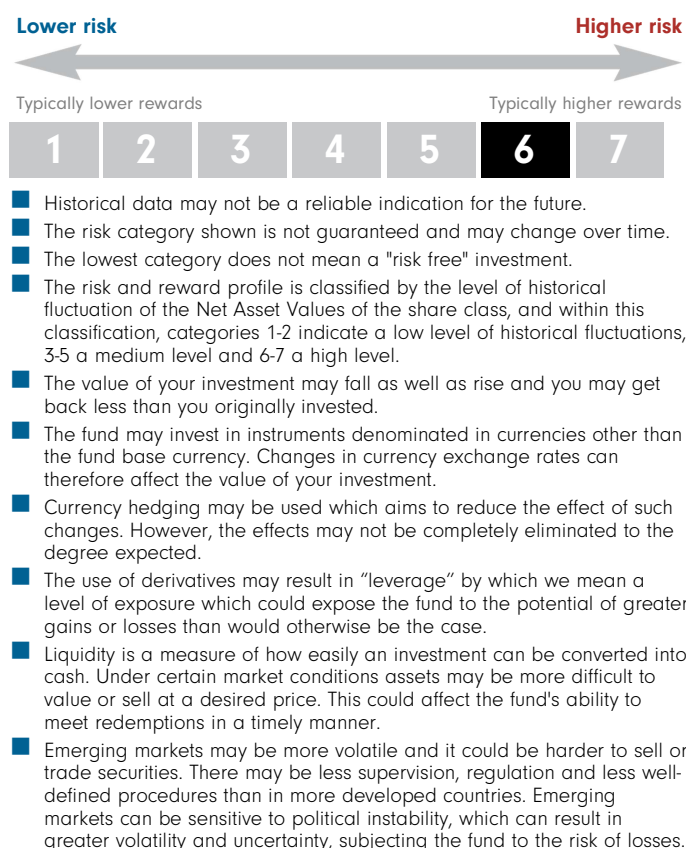 Lower risk Higher risk
Typically lower rewards Typically higher rewards
1 2 3 4 5 6 7
Historical data may not be a reliable indication for the future.
The risk category shown is not guaranteed and may change over time.
The lowest category does not mean a "risk free" investment.
The risk and reward profile is classified by the level of historical
fluctuation of the Net Asset Values of the share class, and within this
classification, categories 1-2 indicate a low level of historical fluctuations,
3-5 a medium level and 6-7 a high level.
The value of your investment may fall as well as rise and you may get
back less than you originally invested.
The fund may invest in instruments denominated in currencies other than
the fund base currency. Changes in currency exchange rates can
therefore affect the value of your investment.
Currency hedging may be used which aims to reduce the effect of such
changes. However, the effects may not be completely eliminated to the
degree expected.
The use of derivatives may result in “leverage” by which we mean a
level of exposure which could expose the fund to the potential of greater
gains or losses than would otherwise be the case.
Liquidity is a measure of how easily an investment can be converted into
cash. Under certain market conditions assets may be more difficult to
value or sell at a desired price. This could affect the fund's ability to
meet redemptions in a timely manner.
Emerging markets may be more volatile and it could be harder to sell or
trade securities. There may be less supervision, regulation and less well-
defined procedures than in more developed countries. Emerging
markets can be sensitive to political instability, which can result in
greater volatility and uncertainty, subjecting the fund to the risk of losses.